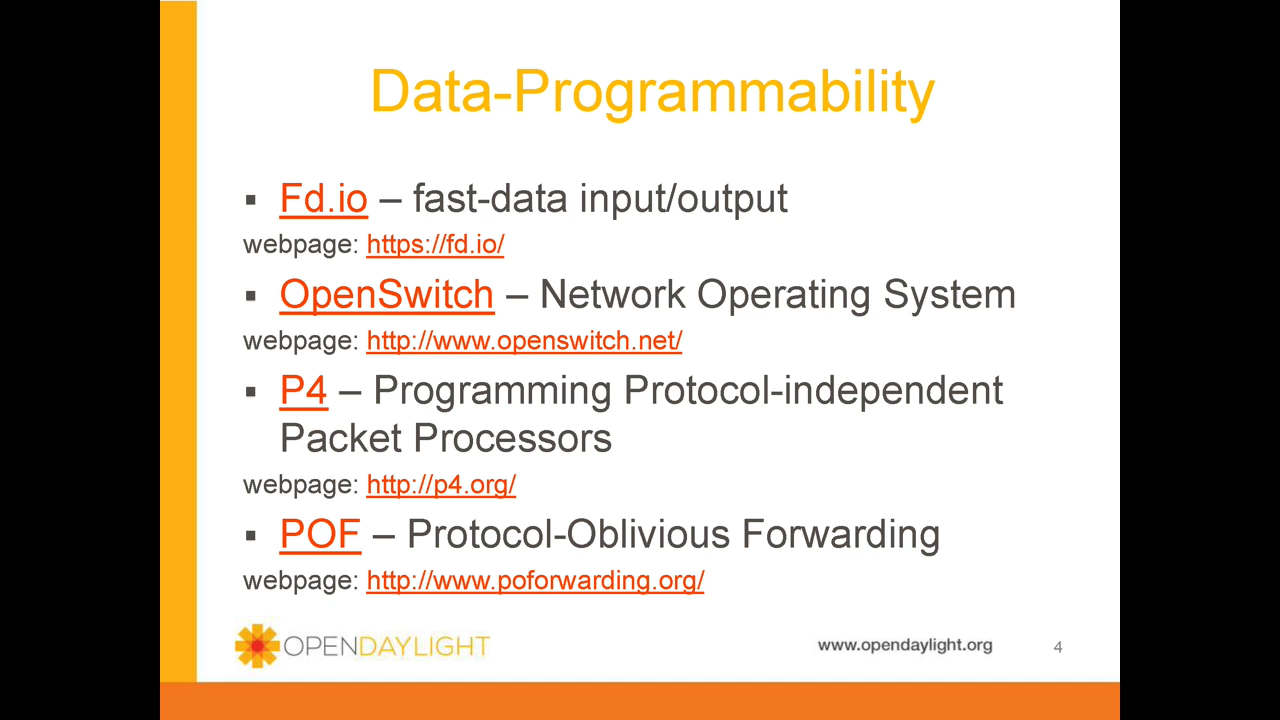 Data-Programmability
▪ Fd.io – fast-data input/output
webpage: https://fd.io/
▪ OpenSwitch – Network Operating System
webpage: http://www.openswitch.net/
▪ P4 – Programming Protocol-independent
Packet Processors
webpage: http://p4.org/
▪ POF – Protocol-Oblivious Forwarding
webpage: http://www.poforwarding.org/
OPENDAYLIGHT
www.opendaylight.org
4